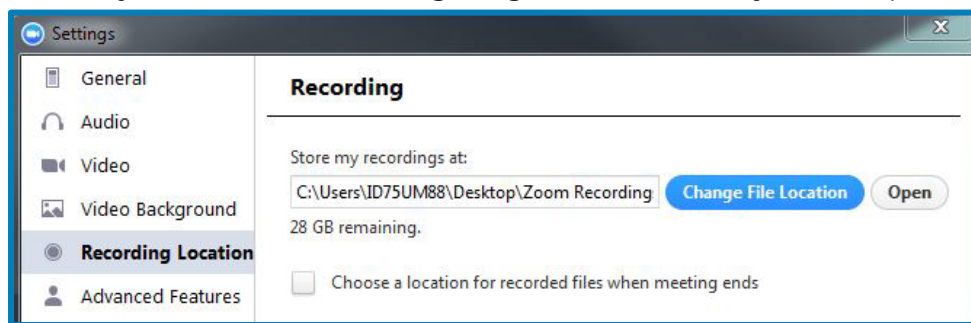 Settings
General
Audio
Video
Video Background
Recording Location
Advanced Features
Recording
Store my recordings at:
C:\Users\ID75UM88\Desktop\Zoom Recording
Change File Location
Open
28 GB remaining.
Choose a location for recorded files when meeting ends